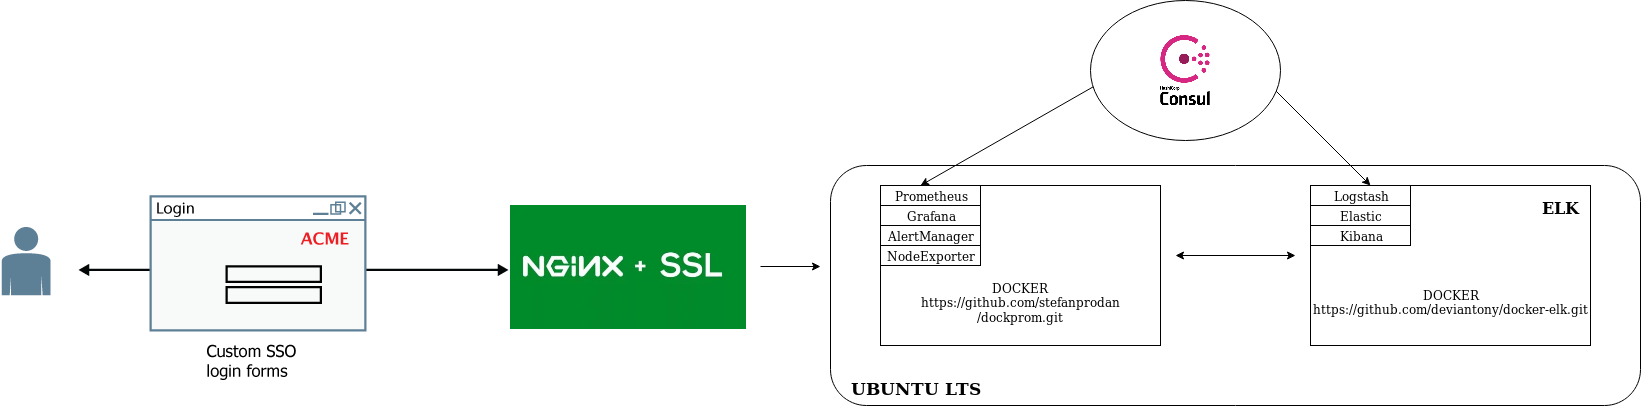 HashiCorp
Consul
Login
ACME
Custom SSO
login forms
NGINX + SSL
Prometheus
Grafana
AlertManager
NodeExporter
DOCKER
https://github.com/stefanprodan
/dockprom.git
Logstash
Elastic
Kibana
ELK
DOCKER
https://github.com/deviantony/docker-elk.git
UBUNTU LTS